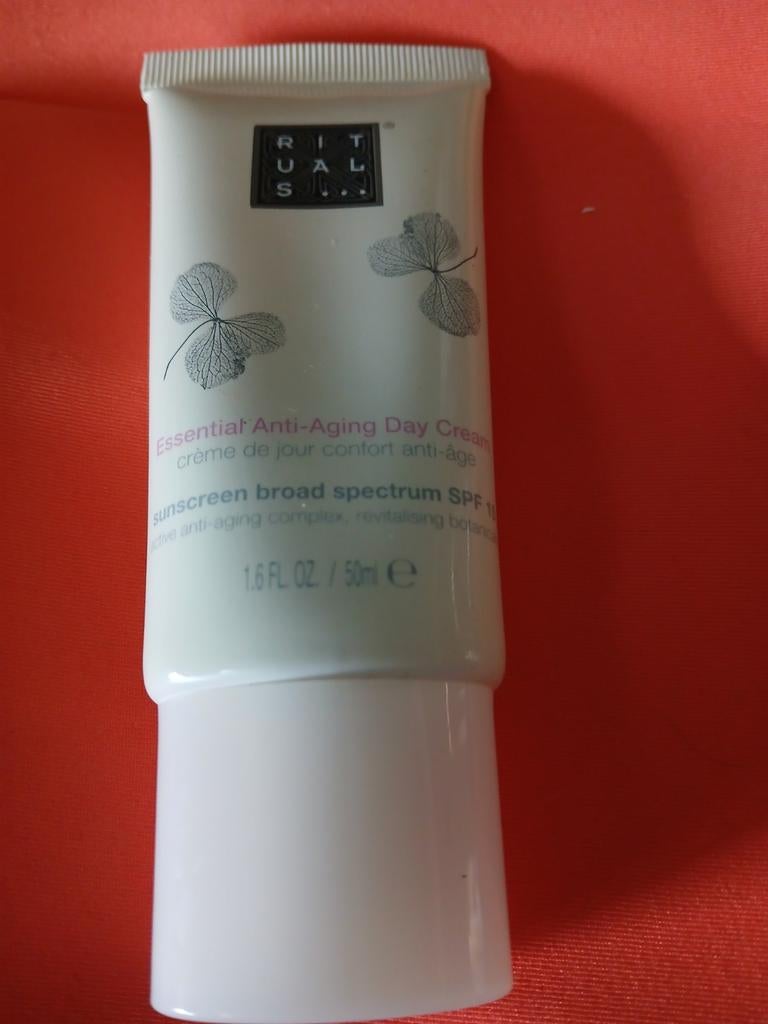 RIT
UAL
S...
®
Essential Anti-Aging Day Cream
crème de jour confort anti-âge
sunscreen broad spectrum SPF
anti-aging complex, revitalising
1.6 FL. OZ. / 50ml ℮